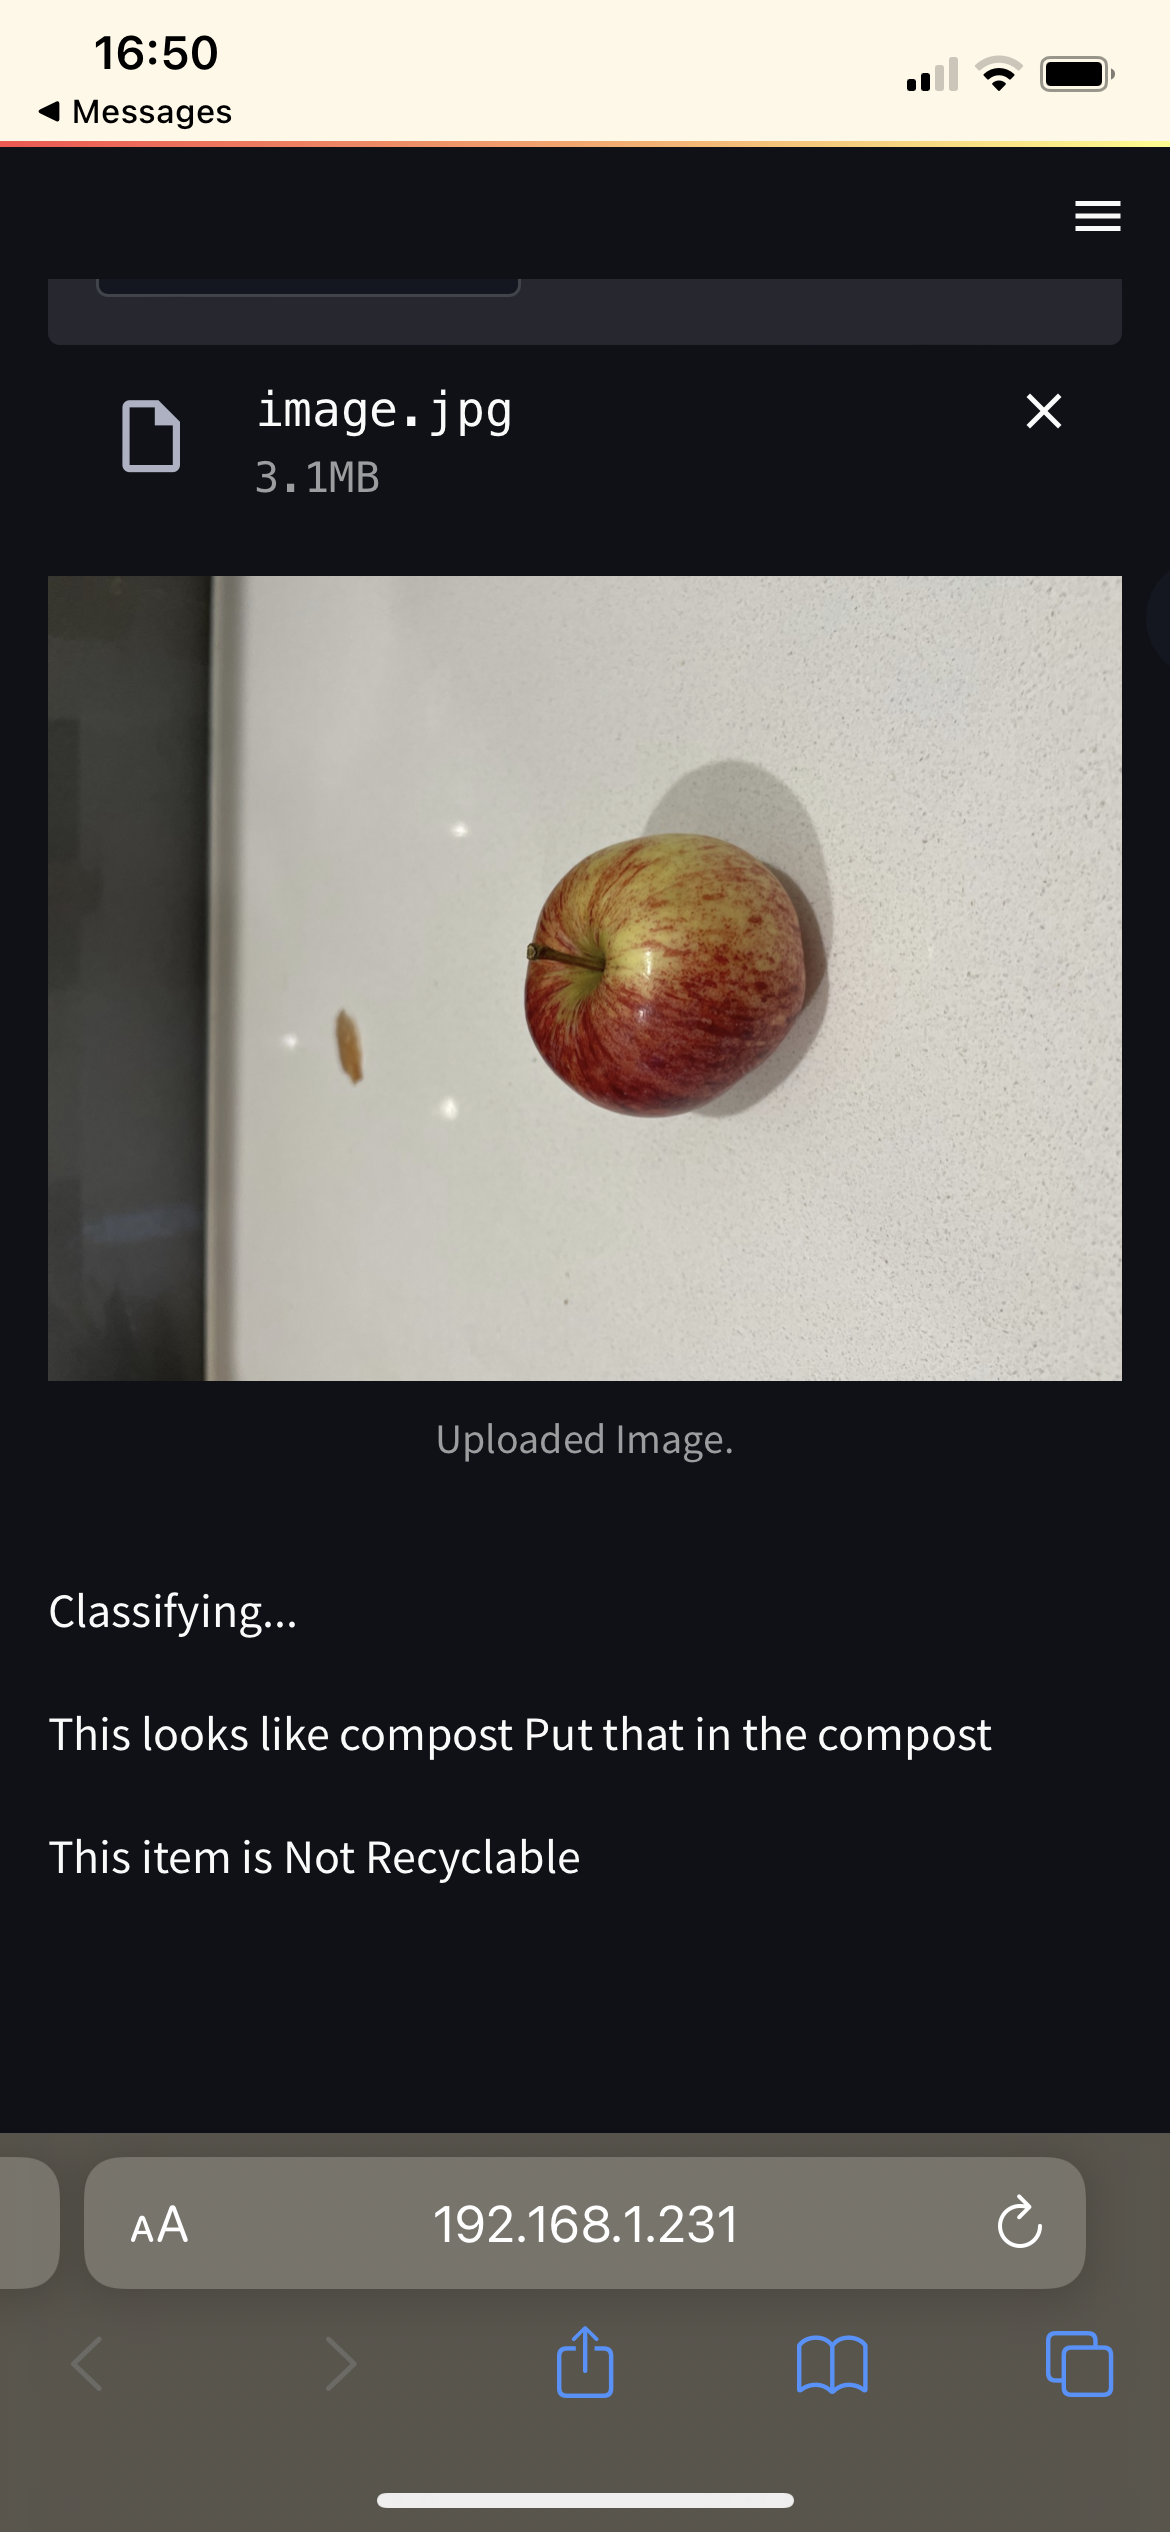 16:50
Messages
image.jpg
3.1MB
Uploaded Image.
Classifying...
This looks like compost Put that in the compost
This item is Not Recyclable
AA
192.168.1.231